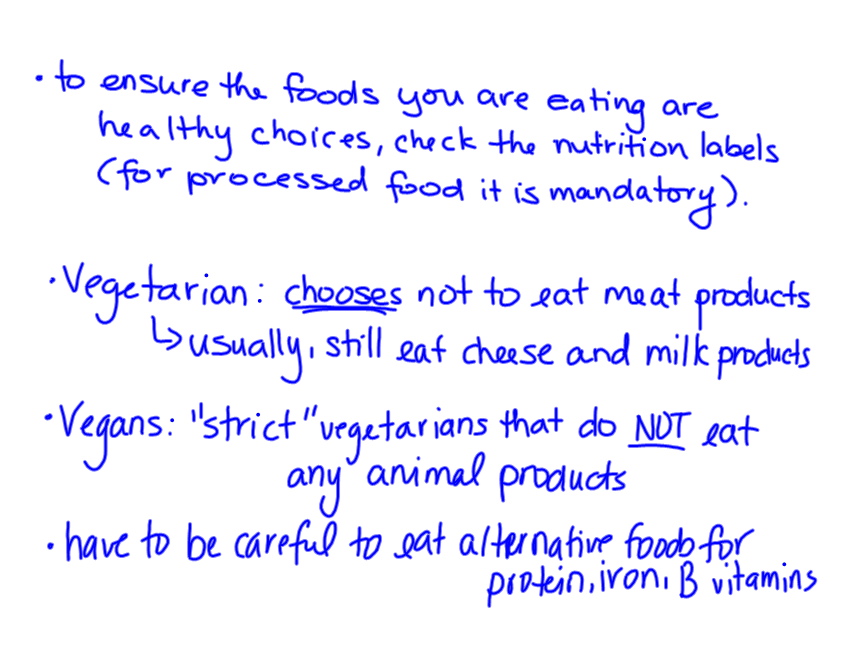 • to ensure the foods you are eating are
healthy choices, check the nutrition labels
(for processed food it is mandatory).
• Vegetarian: chooses not to eat meat products
↳ usually, still eat cheese and milk products
• Vegans: "strict" vegetarians that do NOT eat
any animal products
• have to be careful to eat alternative foods for
protein, iron, B vitamins